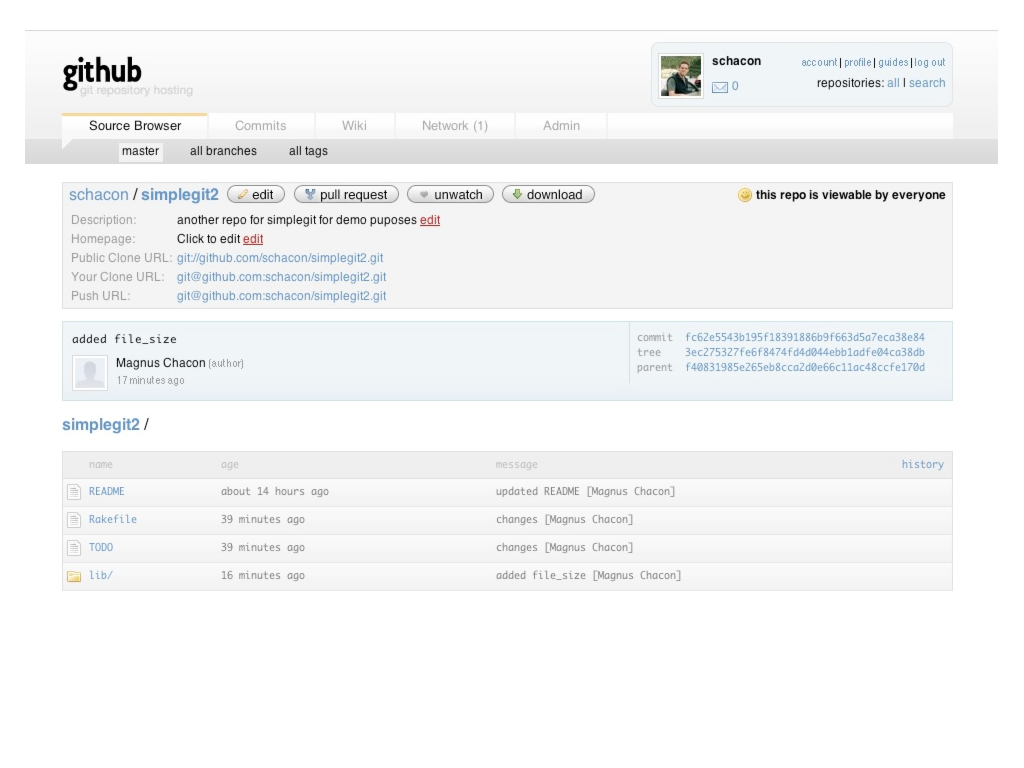 github
git repository hosting
schacon
account | profile | guides | log out
0
repositories: all | search
Source Browser Commits Wiki Network (1) Admin
master all branches all tags
schacon / simplegit2 edit pull request unwatch download this repo is viewable by everyone
Description: another repo for simplegit for demo puposes edit
Homepage: Click to edit edit
Public Clone URL: git://github.com/schacon/simplegit2.git
Your Clone URL: git@github.com:schacon/simplegit2.git
Push URL: git@github.com:schacon/simplegit2.git
added file_size
Magnus Chacon (author)
17 minutes ago
commit fc62e5543b195f18391886b9f663d5a7eca38e84
tree 3ec275327fe6f8474fd4d044ebb1adfe04ca38db
parent f40831985e265eb8cca2d0e66c11ac48ccfe170d
simplegit2 /
name age message history
README about 14 hours ago updated README [Magnus Chacon]
Rakefile 39 minutes ago changes [Magnus Chacon]
TODO 39 minutes ago changes [Magnus Chacon]
lib/ 16 minutes ago added file_size [Magnus Chacon]